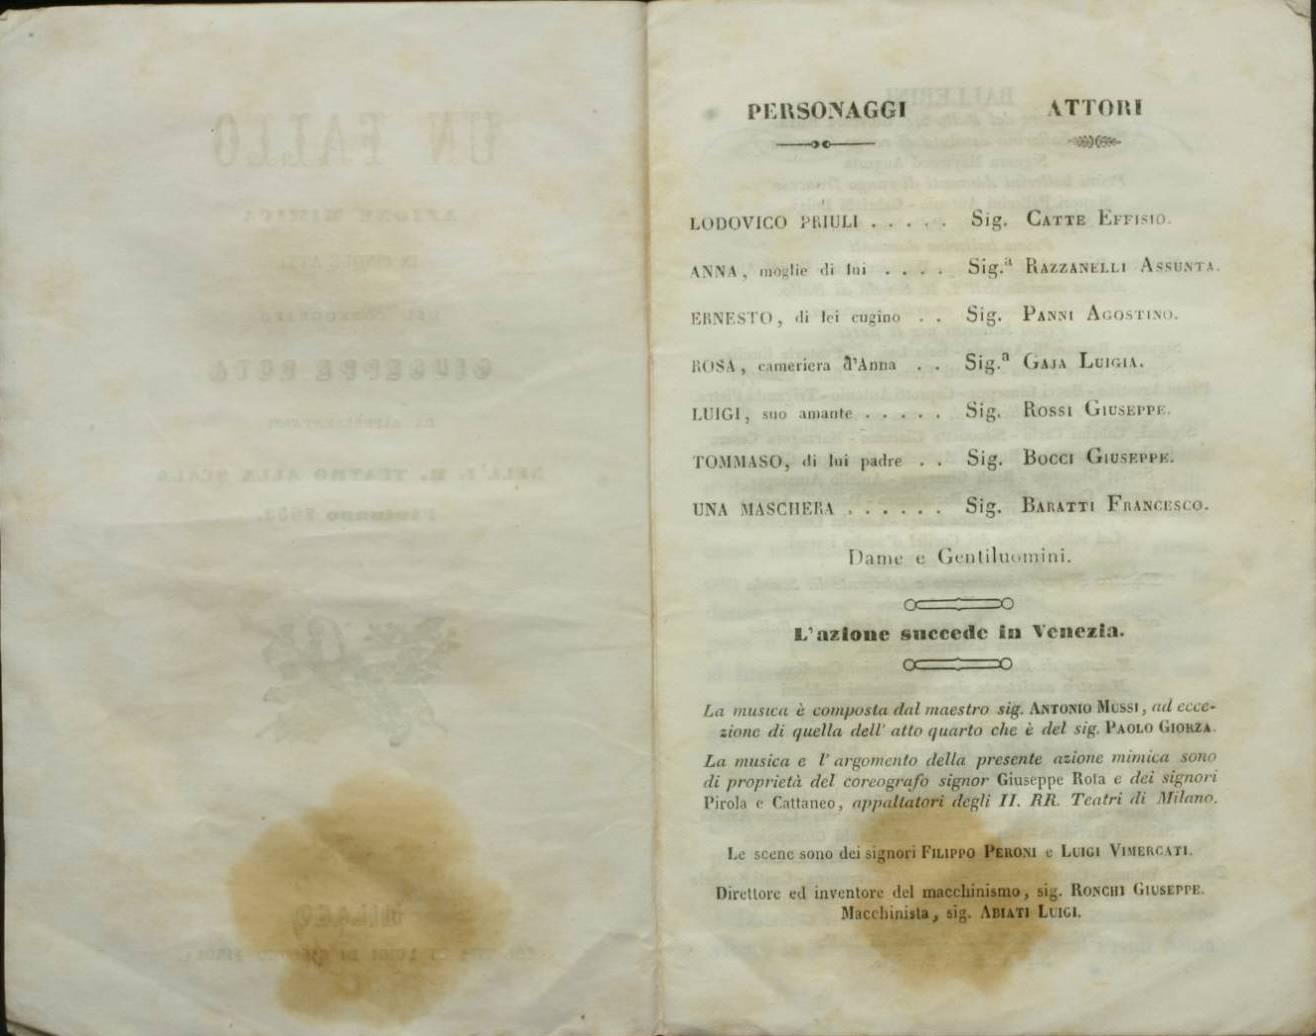 PERSONAGGI ATTORI
LODOVICO PRIULI . . . . . Sig. CATTE EFFISIO.
ANNA, moglie di lui . . . . Sig.ª RAZZANELLI ASSUNTA.
ERNESTO, di lei cugino . . Sig. PANNI AGOSTINO.
ROSA, cameriera d'Anna . . Sig.ª GAJA LUIGIA.
LUIGI, suo amante . . . . . Sig. ROSSI GIUSEPPE.
TOMMASO, di lui padre . . Sig. BOCCI GIUSEPPE.
UNA MASCHERA . . . . . . Sig. BARATTI FRANCESCO.
Dame e Gentiluomini.
L'azione succede in Venezia.
La musica è composta dal maestro sig. ANTONIO MUSSI, ad ecce-
zione di quella dell' atto quarto che è del sig. PAOLO GIORZA.
La musica e l' argomento della presente azione mimica sono
di proprietà del coreografo signor Giuseppe Rota e dei signori
Pirola e Cattaneo, appaltatori degli II. RR. Teatri di Milano.
Le scene sono dei signori FILIPPO PERONI e LUIGI VIMERCATI.
Direttore ed inventore del macchinismo, sig. RONCHI GIUSEPPE.
Macchinista, sig. ABIATI LUIGI.